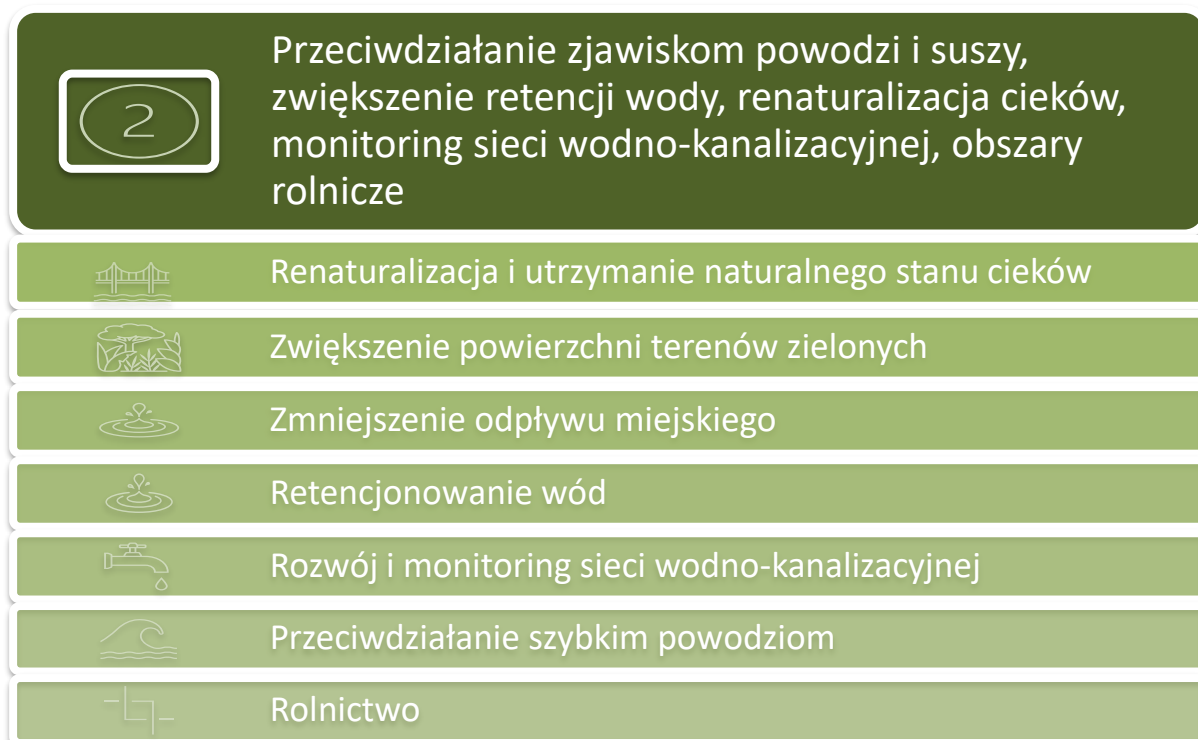 2
Przeciwdziałanie zjawiskom powodzi i suszy,
zwiększenie retencji wody, renaturalizacja cieków,
monitoring sieci wodno-kanalizacyjnej, obszary
rolnicze
Renaturalizacja i utrzymanie naturalnego stanu cieków
Zwiększenie powierzchni terenów zielonych
Zmniejszenie odpływu miejskiego
Retencjonowanie wód
Rozwój i monitoring sieci wodno-kanalizacyjnej
Przeciwdziałanie szybkim powodziom
Rolnictwo